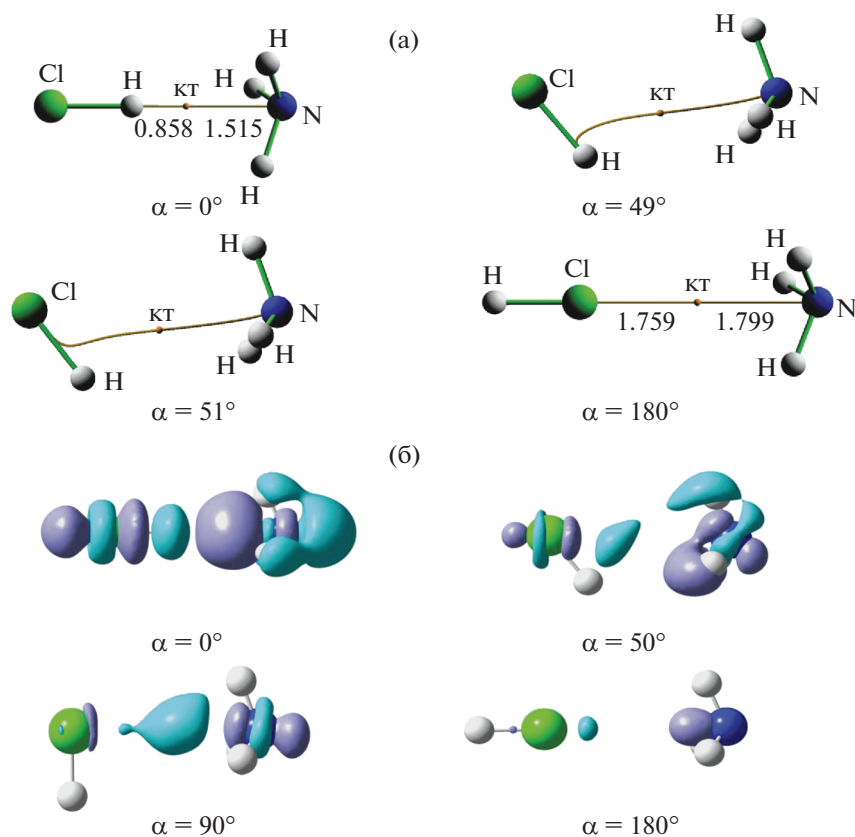 (а)
Cl H КТ H H N H
0.858 1.515
α = 0°
H КТ N H H H
α = 49°
Cl H КТ N H H H
α = 51°
H Cl КТ H H N H
1.759 1.799
α = 180°
(б)
α = 0°
α = 50°
α = 90°
α = 180°